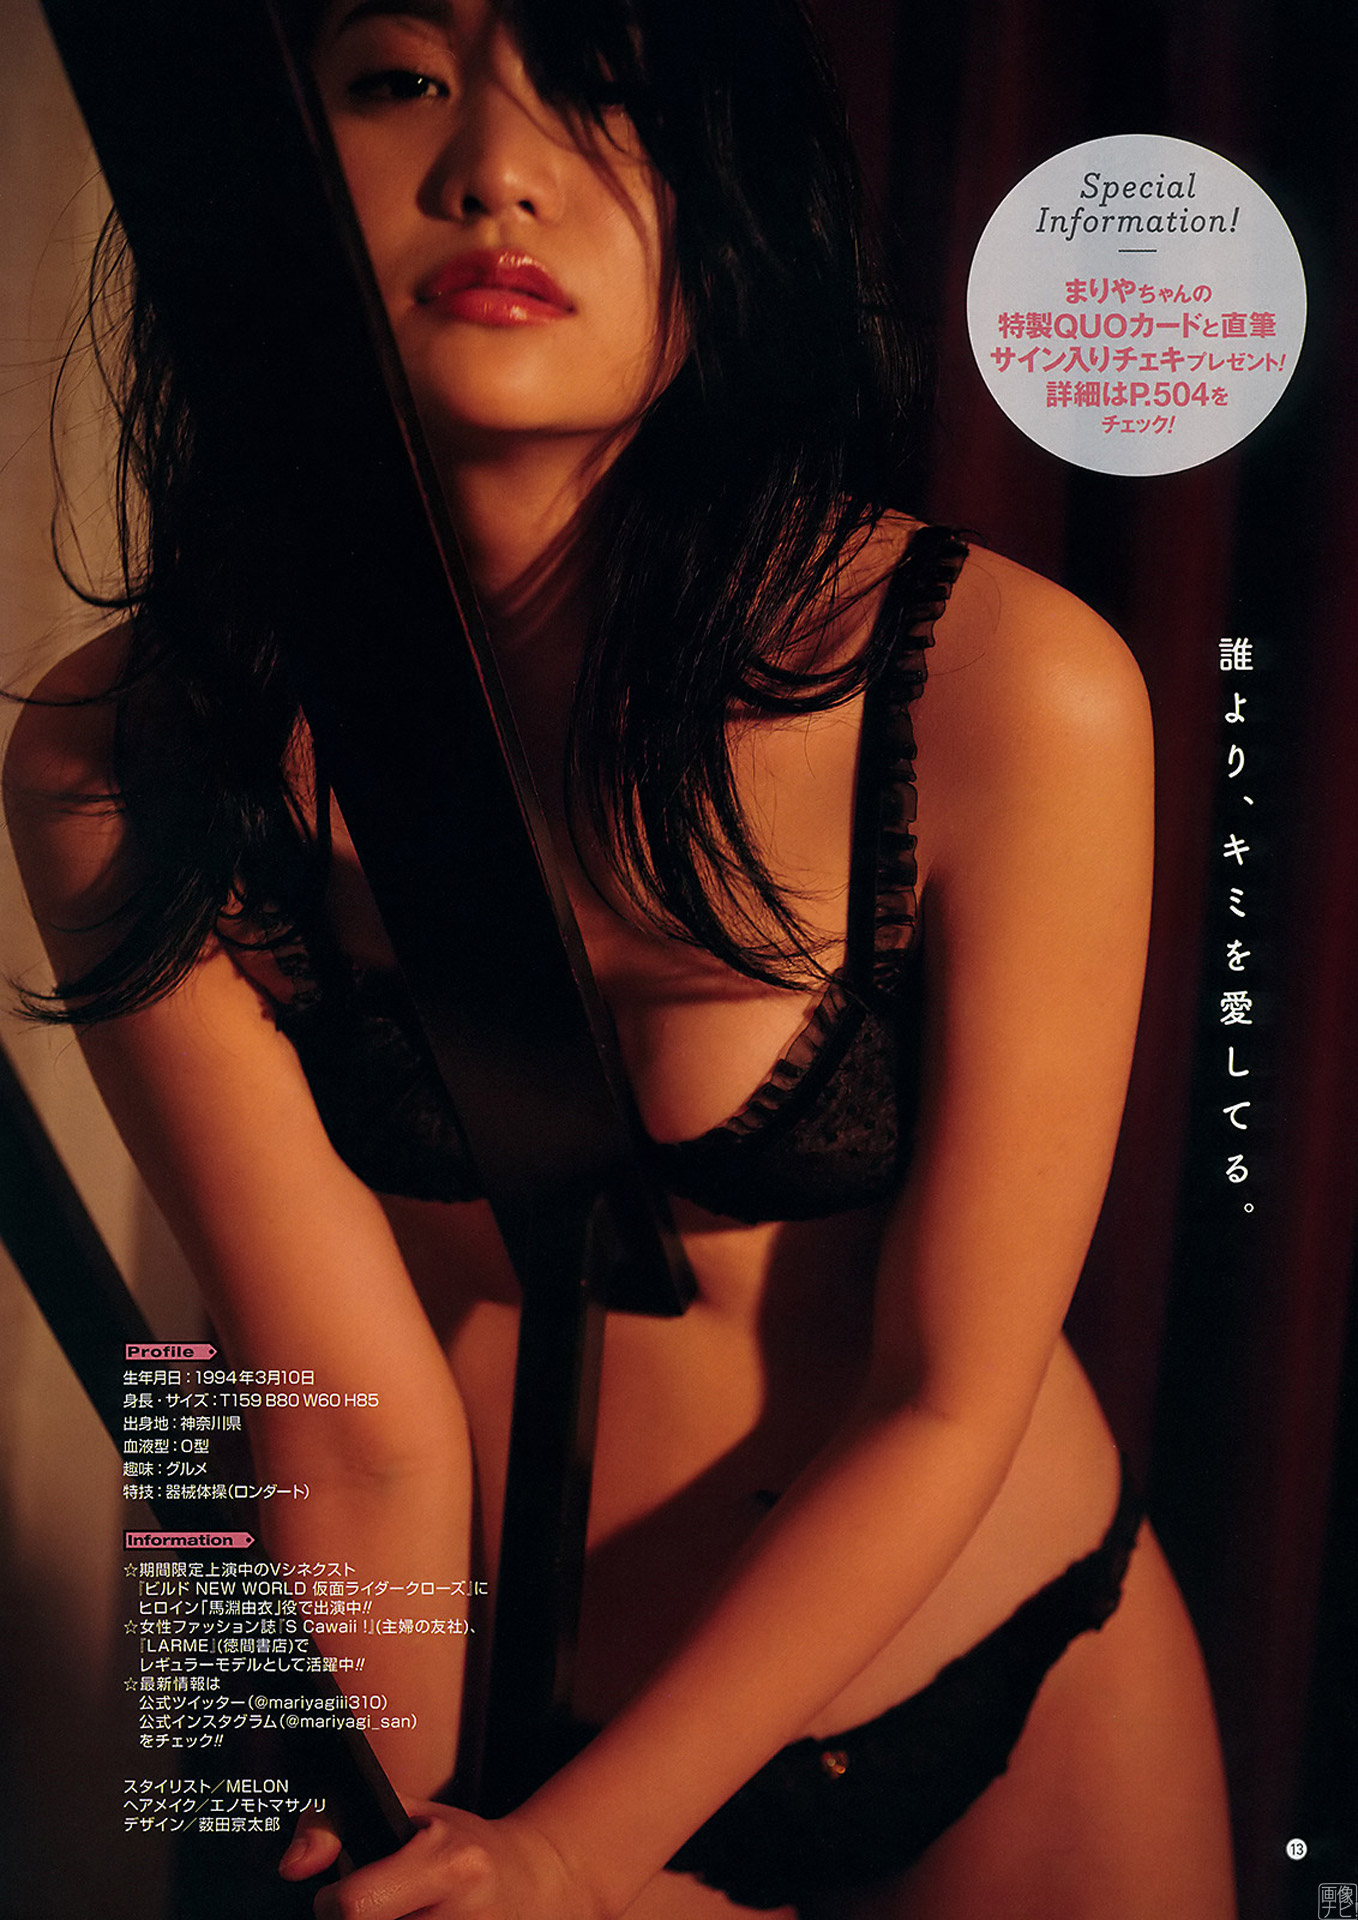 Special
Information!
まりやちゃんの
特製QUOカードと直筆
サイン入りチェキプレゼント!
詳細はP.504を
チェック!
誰より、キミを愛してる。
Profile
生年月日：1994年3月10日
身長・サイズ：T159 B80 W60 H85
出身地：神奈川県
血液型：O型
趣味：グルメ
特技：器械体操(ロンダート)
Information
☆期間限定上演中のVシネクスト
『ビルド NEW WORLD 仮面ライダークローズ』に
ヒロイン「馬淵由衣」役で出演中!!
☆女性ファッション誌『S Cawaii !』(主婦の友社)、
『LARME』(徳間書店)で
レギュラーモデルとして活躍中!!
☆最新情報は
公式ツイッター(@mariyagiii310)
公式インスタグラム(@mariyagi_san)
をチェック!!
スタイリスト／MELON
ヘアメイク／エノモトマサノリ
デザイン／薮田京太郎
13
画像
ナビ!